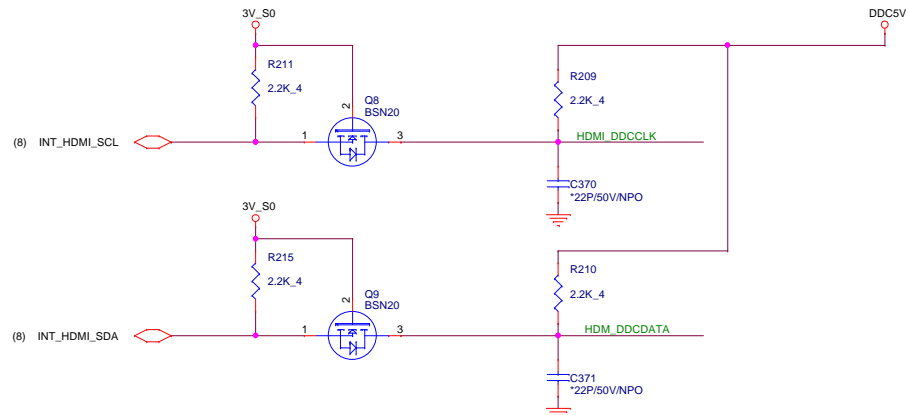 3V_S0
DDC5V
R211
2.2K_4
Q8
BSN20
2
R209
2.2K_4
(8) INT_HDMI_SCL
1
3
HDMI_DDCCLK
C370
*22P/50V/NPO
3V_S0
R215
2.2K_4
Q9
BSN20
2
R210
2.2K_4
(8) INT_HDMI_SDA
1
3
HDM_DDCDATA
C371
*22P/50V/NPO